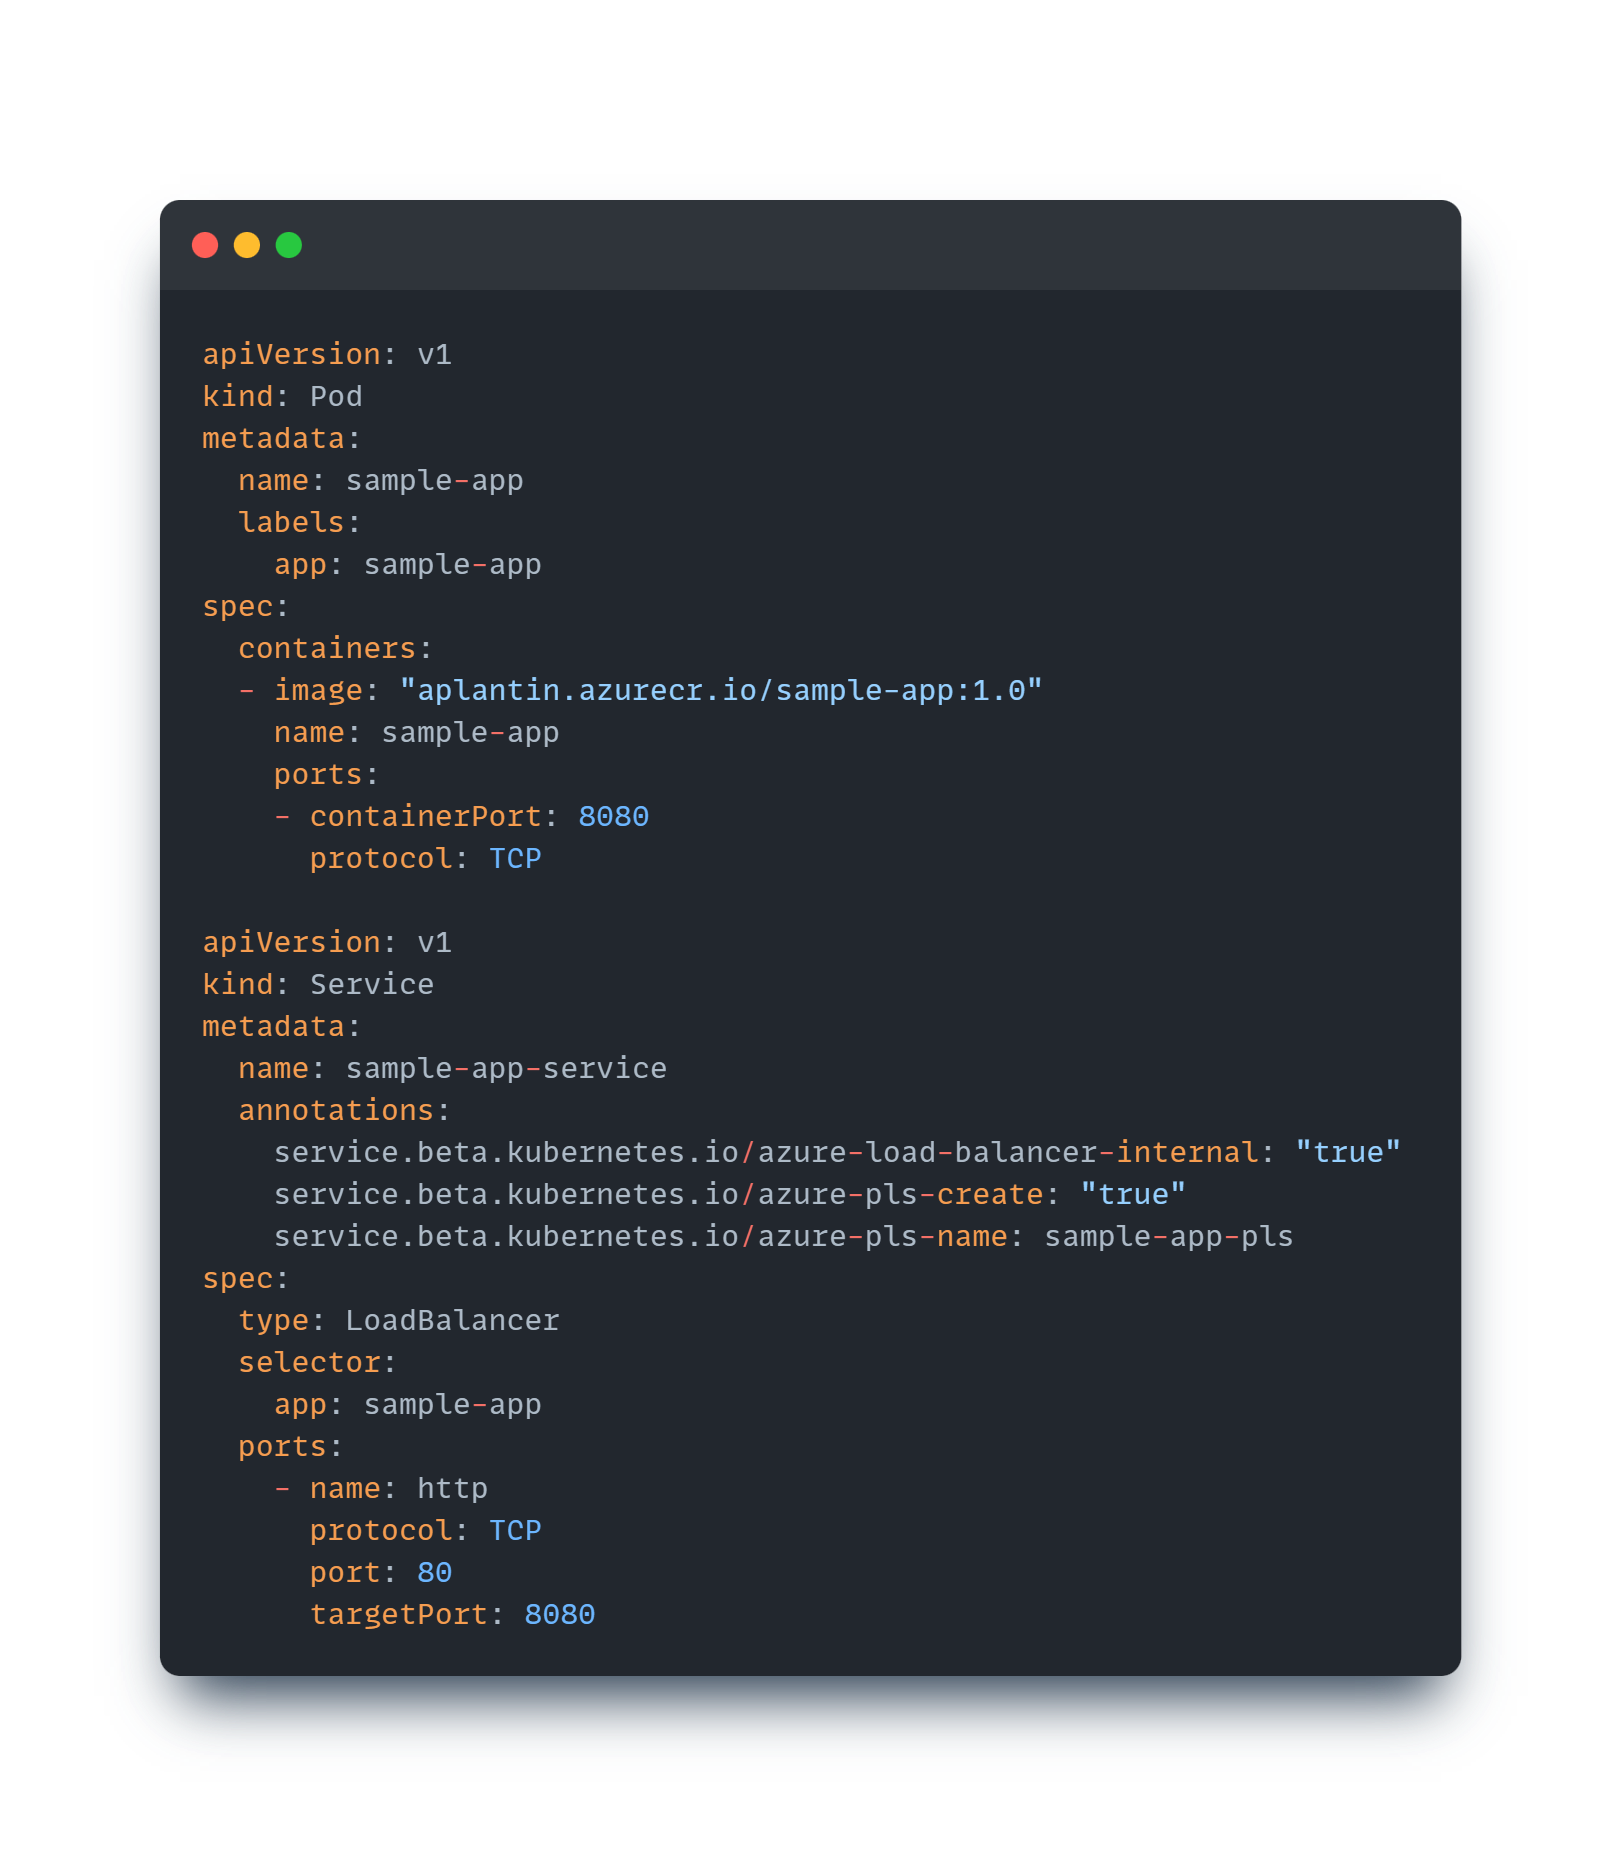 apiVersion: v1
kind: Pod
metadata:
  name: sample-app
  labels:
    app: sample-app
spec:
  containers:
  - image: "aplantin.azurecr.io/sample-app:1.0"
    name: sample-app
    ports:
    - containerPort: 8080
      protocol: TCP

apiVersion: v1
kind: Service
metadata:
  name: sample-app-service
  annotations:
    service.beta.kubernetes.io/azure-load-balancer-internal: "true"
    service.beta.kubernetes.io/azure-pls-create: "true"
    service.beta.kubernetes.io/azure-pls-name: sample-app-pls
spec:
  type: LoadBalancer
  selector:
    app: sample-app
  ports:
    - name: http
      protocol: TCP
      port: 80
      targetPort: 8080